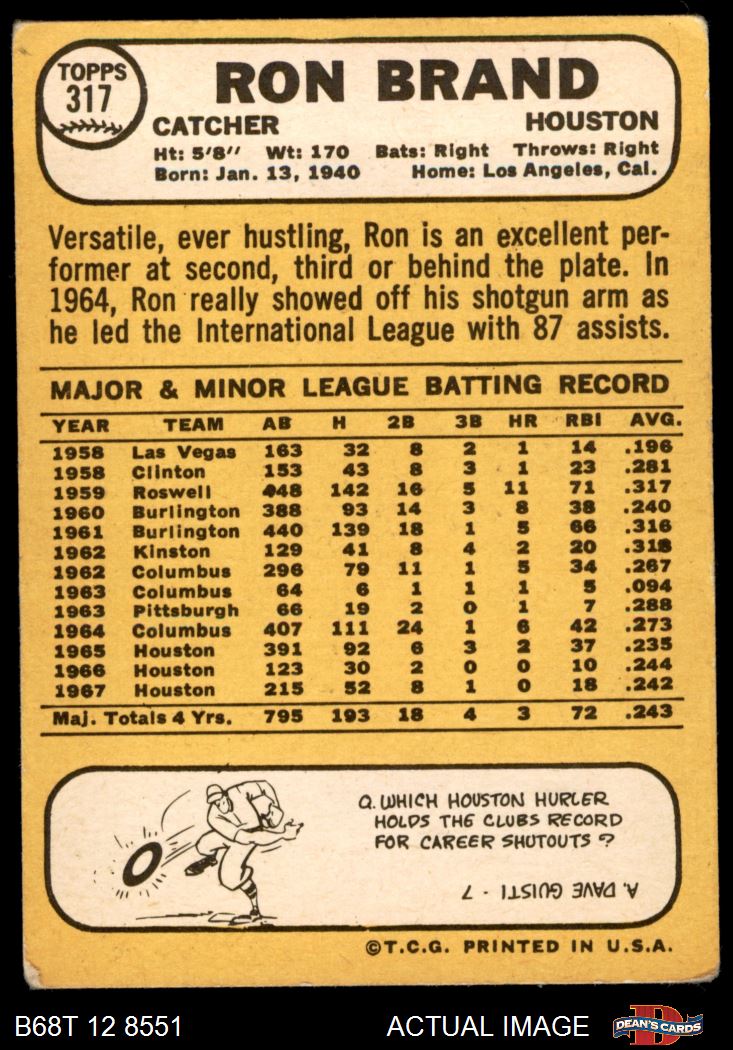 TOPPS
317
RON BRAND
CATCHER HOUSTON
Ht: 5'8" Wt: 170 Bats: Right Throws: Right
Born: Jan. 13, 1940 Home: Los Angeles, Cal.
Versatile, ever hustling, Ron is an excellent per-
former at second, third or behind the plate. In
1964, Ron really showed off his shotgun arm as
he led the International League with 87 assists.
MAJOR & MINOR LEAGUE BATTING RECORD
YEAR TEAM AB H 2B 3B HR RBI AVG.
1958 Las Vegas 163 32 8 2 1 14 .196
1958 Clinton 153 43 8 3 1 23 .281
1959 Roswell 448 142 16 5 11 71 .317
1960 Burlington 388 93 14 3 8 38 .240
1961 Burlington 440 139 18 1 5 66 .316
1962 Kinston 129 41 8 4 2 20 .318
1962 Columbus 296 79 11 1 5 34 .267
1963 Columbus 64 6 1 1 1 5 .094
1963 Pittsburgh 66 19 2 0 1 7 .288
1964 Columbus 407 111 24 1 6 42 .273
1965 Houston 391 92 6 3 2 37 .235
1966 Houston 123 30 2 0 0 10 .244
1967 Houston 215 52 8 1 0 18 .242
Maj. Totals 4 Yrs. 795 193 18 4 3 72 .243
Q. WHICH HOUSTON HURLER
HOLDS THE CLUBS RECORD
FOR CAREER SHUTOUTS ?
A. DAVE GUISTI - 7
©T.C.G. PRINTED IN U.S.A.
B68T 12 8551 ACTUAL IMAGE DEAN'S CARDS